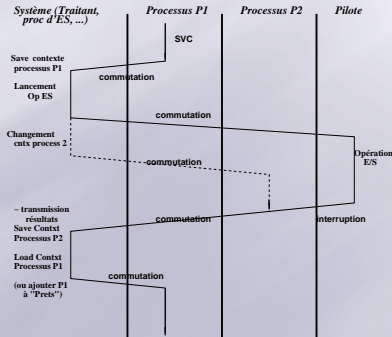 Système (Traitant,
proc d'ES, ...)
Processus P1
Processus P2
Pilote
SVC
Save contexte
processus P1
commutation
Lancement
Op ES
commutation
Changement
cntx process 2
commutation
Opération
E/S
– transmission
résultats
commutation
interruption
Save Contxt
Processus P2
Load Contxt
Processus P1
commutation
(ou ajouter P1
à "Prets")